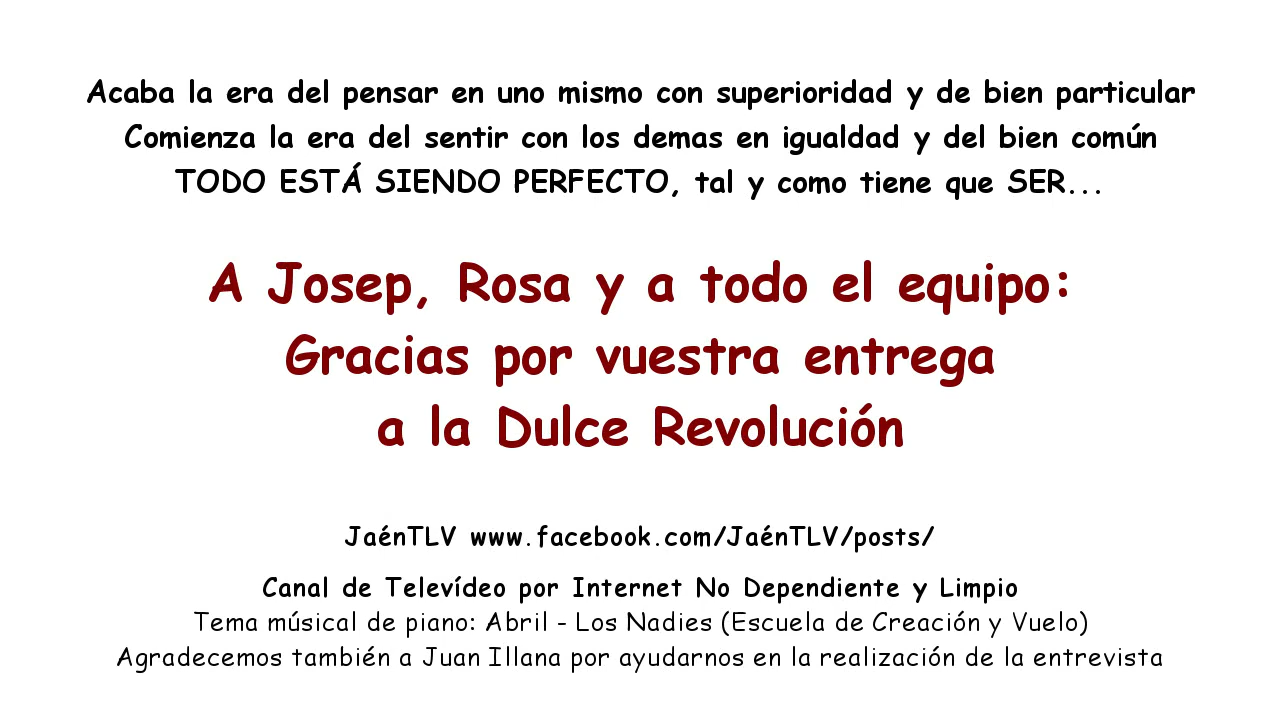 Acaba la era del pensar en uno mismo con superioridad y de bien particular
Comienza la era del sentir con los demas en igualdad y del bien común
TODO ESTÁ SIENDO PERFECTO, tal y como tiene que SER...
A Josep, Rosa y a todo el equipo:
Gracias por vuestra entrega
a la Dulce Revolución
JaénTLV www.facebook.com/JaénTLV/posts/
Canal de Televídeo por Internet No Dependiente y Limpio
Tema músical de piano: Abril - Los Nadies (Escuela de Creación y Vuelo)
Agradecemos también a Juan Illana por ayudarnos en la realización de la entrevista